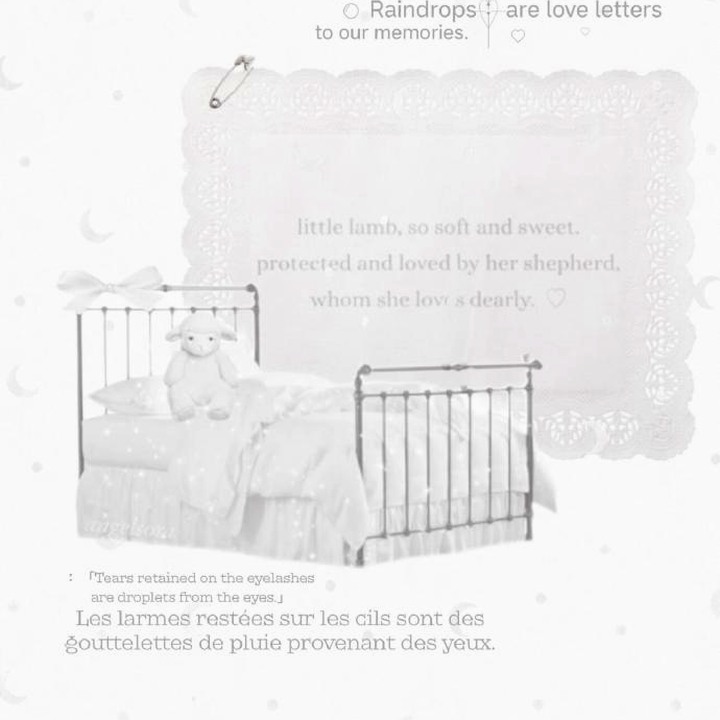 Raindrops are love letters
to our memories.
little lamb, so soft and sweet.
protected and loved by her shepherd,
whom she loves dearly. ♡
angelsora
: 「Tears retained on the eyelashes
are droplets from the eyes.」
Les larmes restées sur les cils sont des
gouttelettes de pluie provenant des yeux.